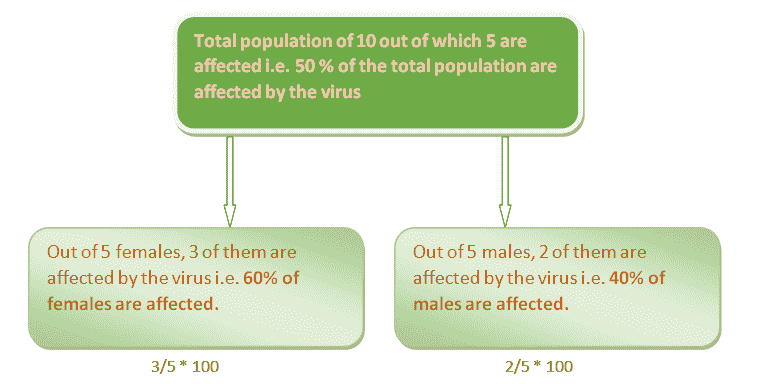 Total population of 10 out of which 5 are
affected i.e. 50 % of the total population are
affected by the virus
Out of 5 females, 3 of them are
affected by the virus i.e. 60% of
females are affected.
3/5 * 100
Out of 5 males, 2 of them are
affected by the virus i.e. 40% of
males are affected.
2/5 * 100